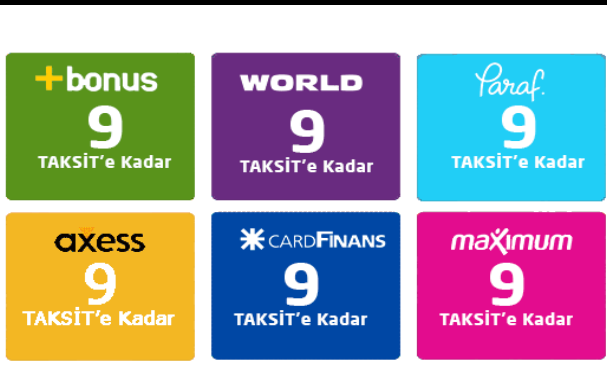 +bonus
9
TAKSİT'e Kadar
WORLD
9
TAKSİT'e Kadar
Paraf.
9
TAKSİT'e Kadar
axess
9
TAKSİT'e Kadar
CARDFINANS
9
TAKSİT'e Kadar
maximum
9
TAKSİT'e Kadar